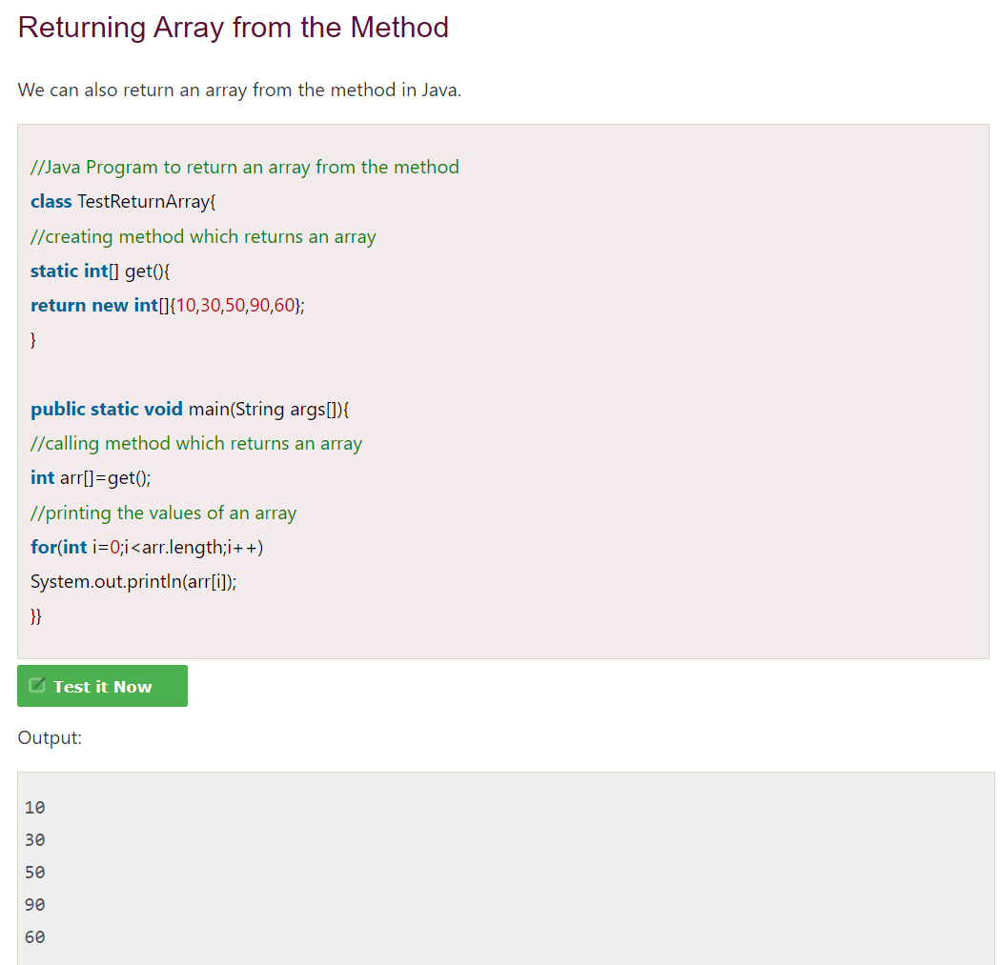 Returning Array from the Method
We can also return an array from the method in Java.
//Java Program to return an array from the method
class TestReturnArray{
//creating method which returns an array
static int[] get(){
return new int[]{10,30,50,90,60};
}
public static void main(String args[]){
//calling method which returns an array
int arr[]=get();
//printing the values of an array
for(int i=0;i<arr.length;i++)
System.out.println(arr[i]);
}}
Test it Now
Output:
10
30
50
90
60